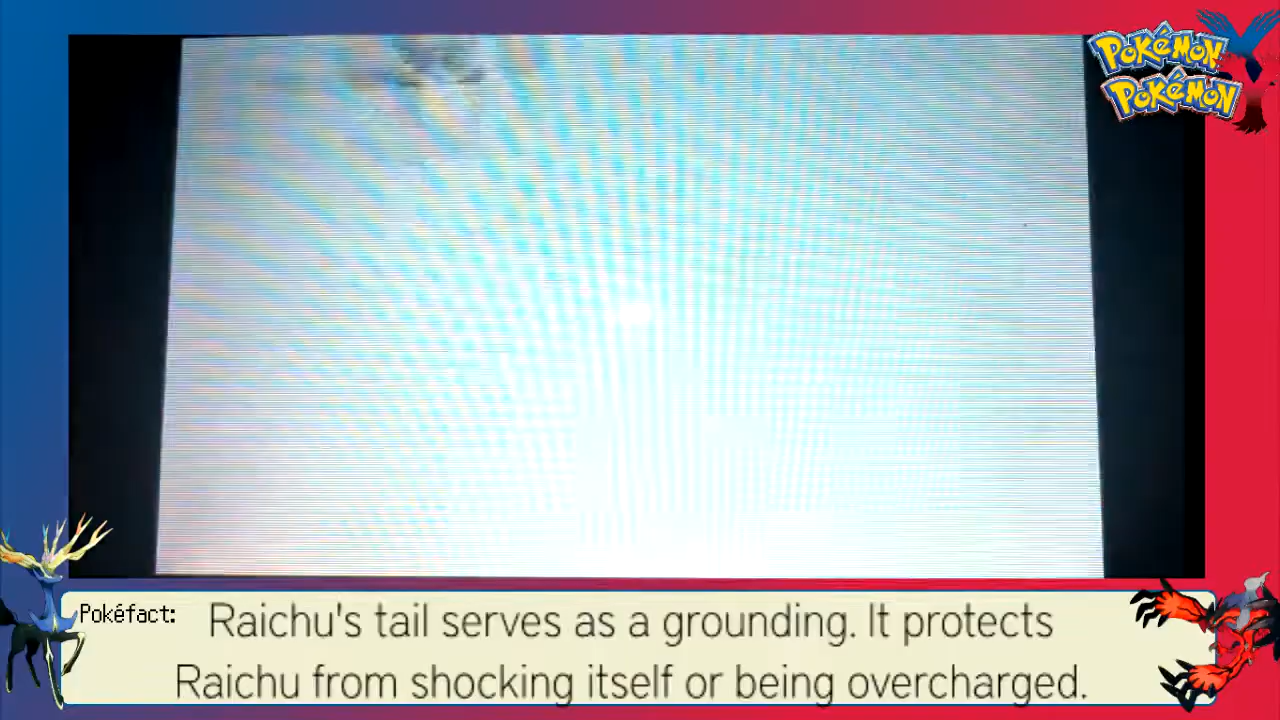 POKéMON
POKéMON
Pokéfact:
Raichu's tail serves as a grounding. It protects
Raichu from shocking itself or being overcharged.